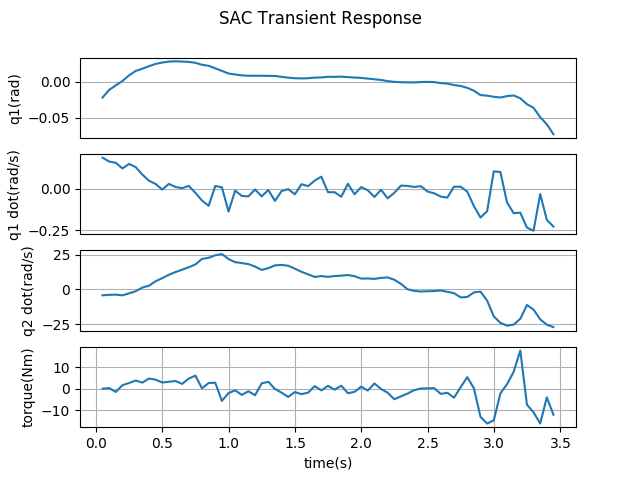 SAC Transient Response
q1(rad)
0.00
−0.05
q1 dot(rad/s)
0.00
−0.25
q2 dot(rad/s)
25
0
−25
torque(Nm)
10
0
−10
0.0 0.5 1.0 1.5 2.0 2.5 3.0 3.5
time(s)